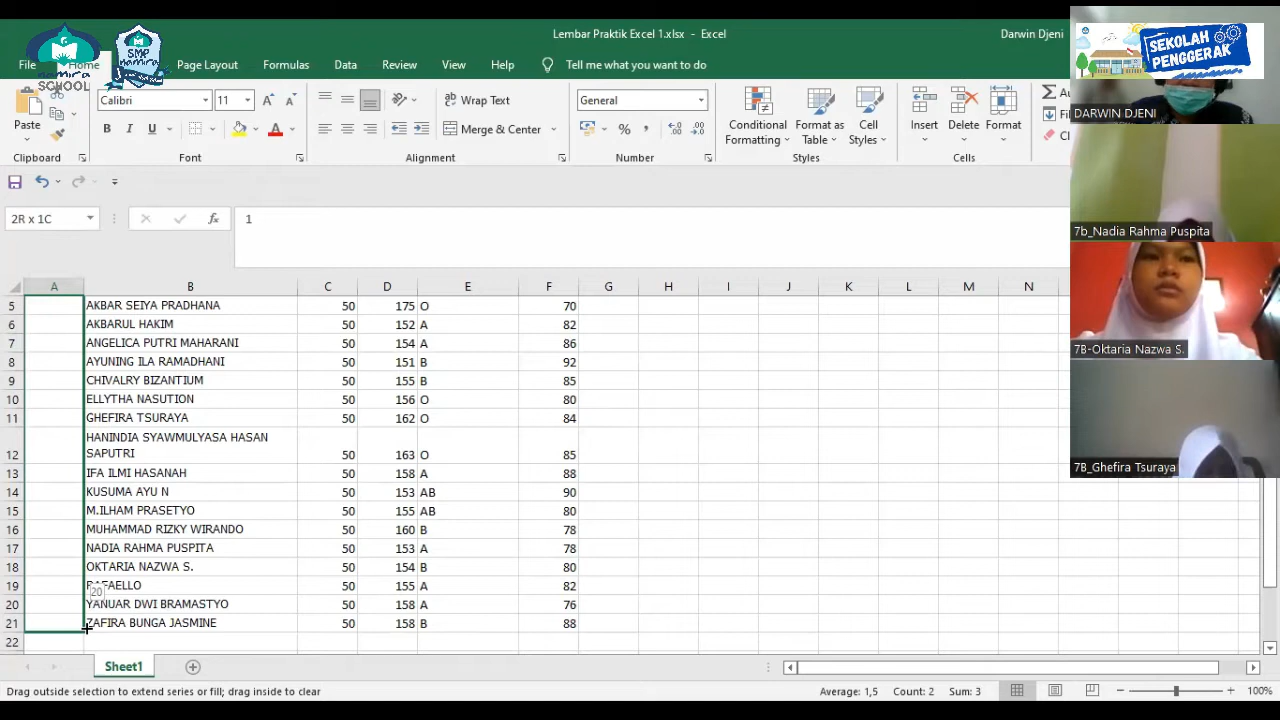 Lembar Praktik Excel 1.xlsx - Excel
Darwin Djeni
File
Home
Page Layout
Formulas
Data
Review
View
Help
Tell me what you want to do
SCHOOL
SMP
SEKOLAH
PENGGERAK
Paste
Clipboard
Calibri
11
B I U
Font
Wrap Text
Merge & Center
Alignment
General
%
Number
Conditional
Formatting
Format as
Table
Cell
Styles
Styles
Insert
Delete
Format
Cells
2R x 1C
fx
1
A B C D E F G H I J K L M N
5 AKBAR SEIYA PRADHANA 50 175 O 70
6 AKBARUL HAKIM 50 152 A 82
7 ANGELICA PUTRI MAHARANI 50 154 A 86
8 AYUNING ILA RAMADHANI 50 151 B 92
9 CHIVALRY BIZANTIUM 50 155 B 85
10 ELLYTHA NASUTION 50 156 O 80
11 GHEFIRA TSURAYA 50 162 O 84
HANINDIA SYAWMULYASA HASAN
12 SAPUTRI 50 163 O 85
13 IFA ILMI HASANAH 50 158 A 88
14 KUSUMA AYU N 50 153 AB 90
15 M.ILHAM PRASETYO 50 155 AB 80
16 MUHAMMAD RIZKY WIRANDO 50 160 B 78
17 NADIA RAHMA PUSPITA 50 153 A 78
18 OKTARIA NAZWA S. 50 154 B 80
19 RAFAELLO 50 155 A 82
20
20 YANUAR DWI BRAMASTYO 50 158 A 76
21 ZAFIRA BUNGA JASMINE 50 158 B 88
22
Sheet1
Drag outside selection to extend series or fill; drag inside to clear
Average: 1,5 Count: 2 Sum: 3
100%
DARWIN DJENI
7b_Nadia Rahma Puspita
7B-Oktaria Nazwa S.
7B_Ghefira Tsuraya